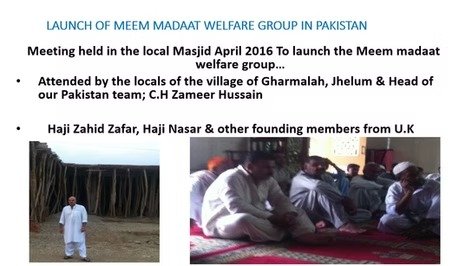 LAUNCH OF MEEM MADAAT WELFARE GROUP IN PAKISTAN
Meeting held in the local Masjid April 2016 To launch the Meem madaat
welfare group…
• Attended by the locals of the village of Gharmalah, Jhelum & Head of
our Pakistan team; C.H Zameer Hussain
• Haji Zahid Zafar, Haji Nasar & other founding members from U.K